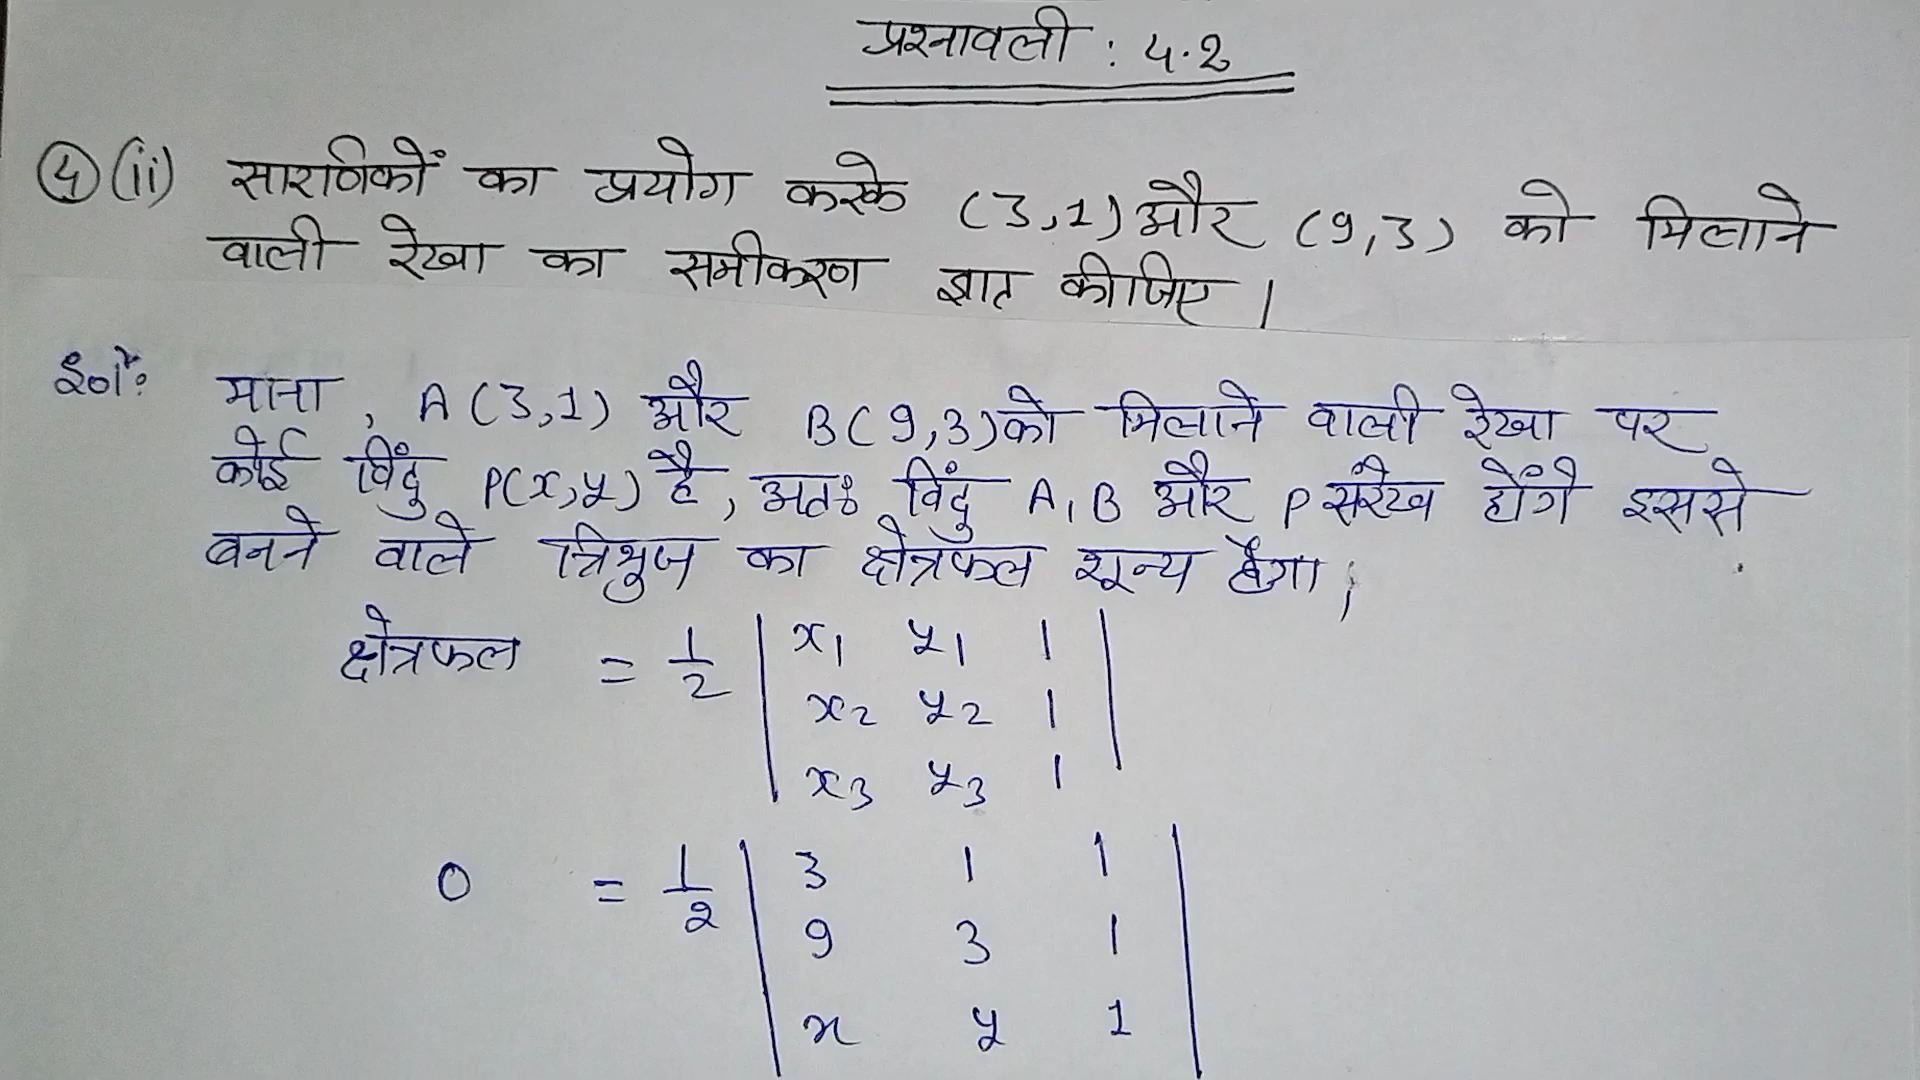 प्रश्नावली : 4.2
④ (ii) सारणिकों का प्रयोग करके (3,1) और (9,3) को मिलाने
वाली रेखा का समीकरण ज्ञात कीजिए ।
Sol: माना , A (3,1) और B(9,3) को मिलाने वाली रेखा पर
कोई विंदु P(x,y) है, अतः विंदु A, B और P संरेख होंगे इससे
बनने वाले त्रिभुज का क्षेत्रफल शून्य होगा ;
क्षेत्रफल = 1/2 | x1 y1 1 |
x2 y2 1
x3 y3 1
0 = 1/2 | 3 1 1 |
9 3 1
x y 1